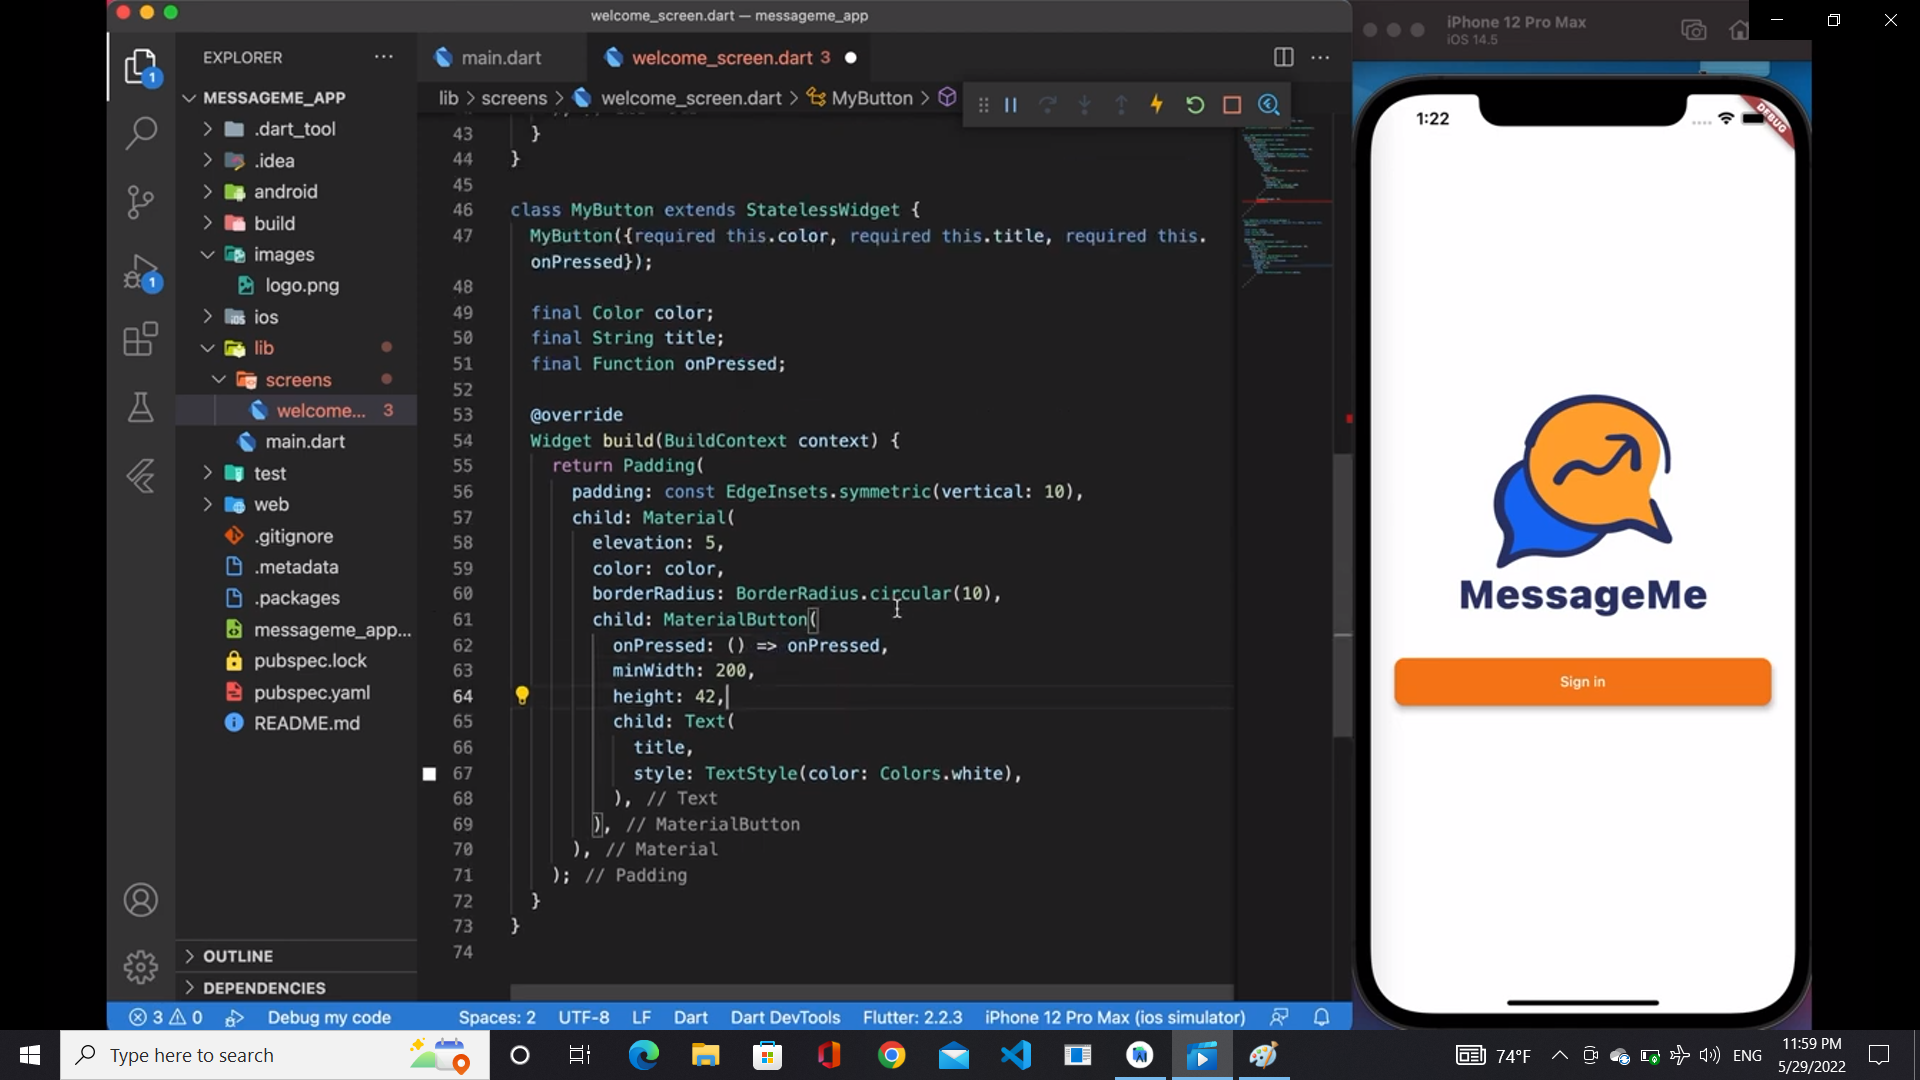 welcome_screen.dart — messageme_app
iPhone 12 Pro Max
iOS 14.5
EXPLORER
main.dart
welcome_screen.dart 3
MESSAGEME_APP
lib > screens > welcome_screen.dart > MyButton >
.dart_tool
.idea
android
build
images
logo.png
ios
lib
screens
welcome... 3
main.dart
test
web
.gitignore
.metadata
.packages
messageme_app...
pubspec.lock
pubspec.yaml
README.md
OUTLINE
DEPENDENCIES
1
1
43 }
44 }
45
46 class MyButton extends StatelessWidget {
47 MyButton({required this.color, required this.title, required this.
onPressed});
48
49 final Color color;
50 final String title;
51 final Function onPressed;
52
53 @override
54 Widget build(BuildContext context) {
55 return Padding(
56 padding: const EdgeInsets.symmetric(vertical: 10),
57 child: Material(
58 elevation: 5,
59 color: color,
60 borderRadius: BorderRadius.circular(10),
61 child: MaterialButton(
62 onPressed: () => onPressed,
63 minWidth: 200,
64 height: 42,
65 child: Text(
66 title,
67 style: TextStyle(color: Colors.white),
68 ), // Text
69 ), // MaterialButton
70 ), // Material
71 ); // Padding
72 }
73 }
74
1:22
DEBUG
MessageMe
Sign in
3 0 Debug my code Spaces: 2 UTF-8 LF Dart Dart DevTools Flutter: 2.2.3 iPhone 12 Pro Max (ios simulator)
Type here to search
74°F
ENG
11:59 PM
5/29/2022